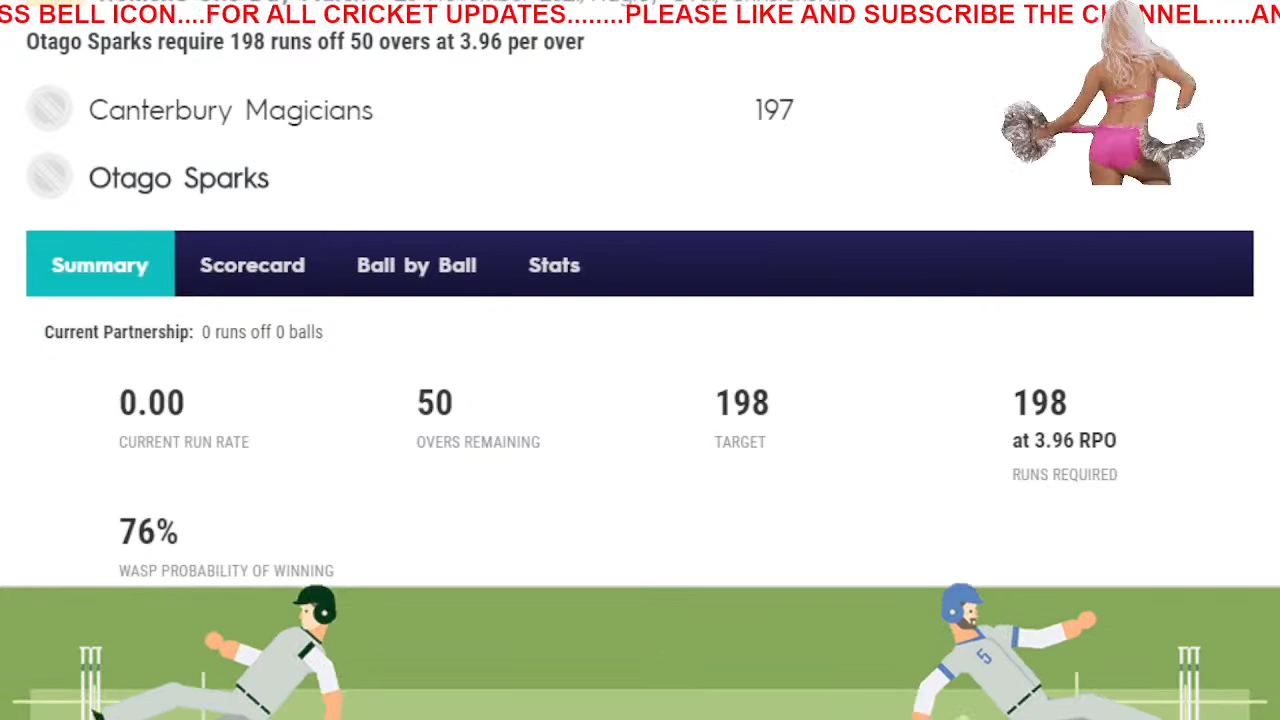 SS BELL ICON....FOR ALL CRICKET UPDATES........PLEASE LIKE AND SUBSCRIBE THE CHANNEL......AN
Otago Sparks require 198 runs off 50 overs at 3.96 per over
Canterbury Magicians 197
Otago Sparks
Summary Scorecard Ball by Ball Stats
Current Partnership: 0 runs off 0 balls
0.00 50 198 198
at 3.96 RPO
CURRENT RUN RATE OVERS REMAINING TARGET
RUNS REQUIRED
76%
WASP PROBABILITY OF WINNING
5